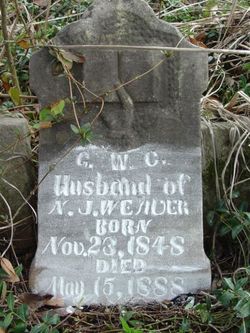 G. W. C.
Husband of
N. J. WEAVER
BORN
Nov. 23, 1848
DIED
May 15, 1888